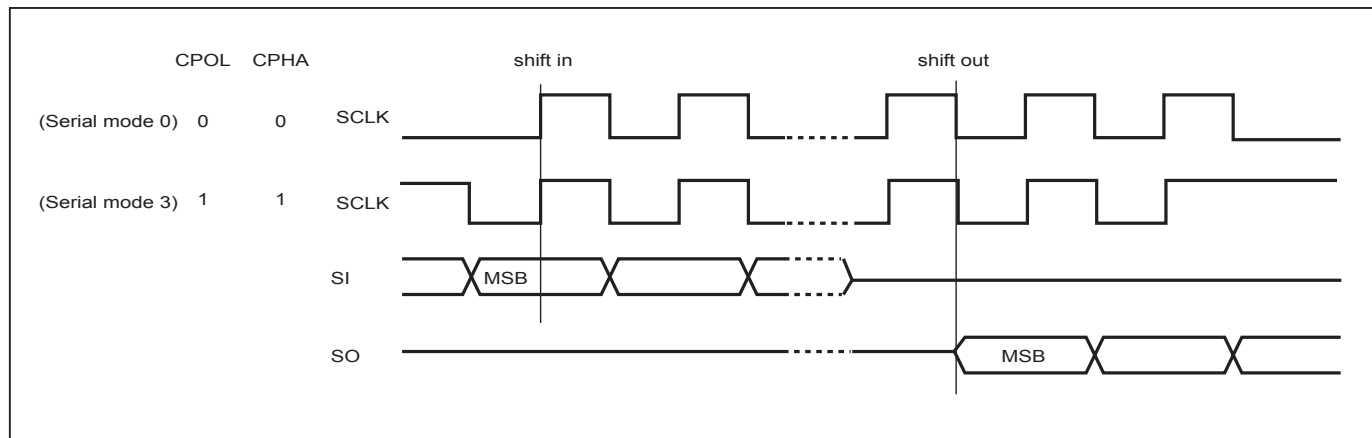 CPOL CPHA shift in shift out
(Serial mode 0) 0 0 SCLK
(Serial mode 3) 1 1 SCLK
SI MSB
SO MSB